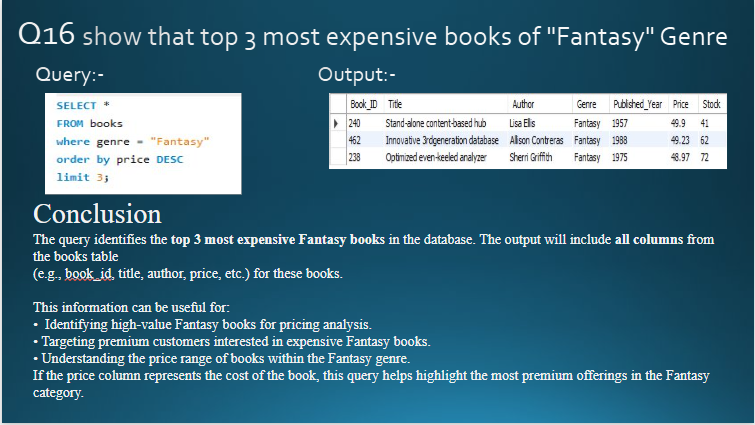 Q16 show that top 3 most expensive books of "Fantasy" Genre
Query:-
SELECT *
FROM books
where genre = "Fantasy"
order by price DESC
limit 3;
Output:-
Book_ID Title Author Genre Published_Year Price Stock
240 Stand-alone content-based hub Lisa Ellis Fantasy 1957 49.9 41
462 Innovative 3rdgeneration database Allison Contreras Fantasy 1988 49.23 62
238 Optimized even-keeled analyzer Sherri Griffith Fantasy 1975 48.97 72
Conclusion
The query identifies the top 3 most expensive Fantasy books in the database. The output will include all columns from
the books table
(e.g., book_id, title, author, price, etc.) for these books.
This information can be useful for:
• Identifying high-value Fantasy books for pricing analysis.
• Targeting premium customers interested in expensive Fantasy books.
• Understanding the price range of books within the Fantasy genre.
If the price column represents the cost of the book, this query helps highlight the most premium offerings in the Fantasy
category.